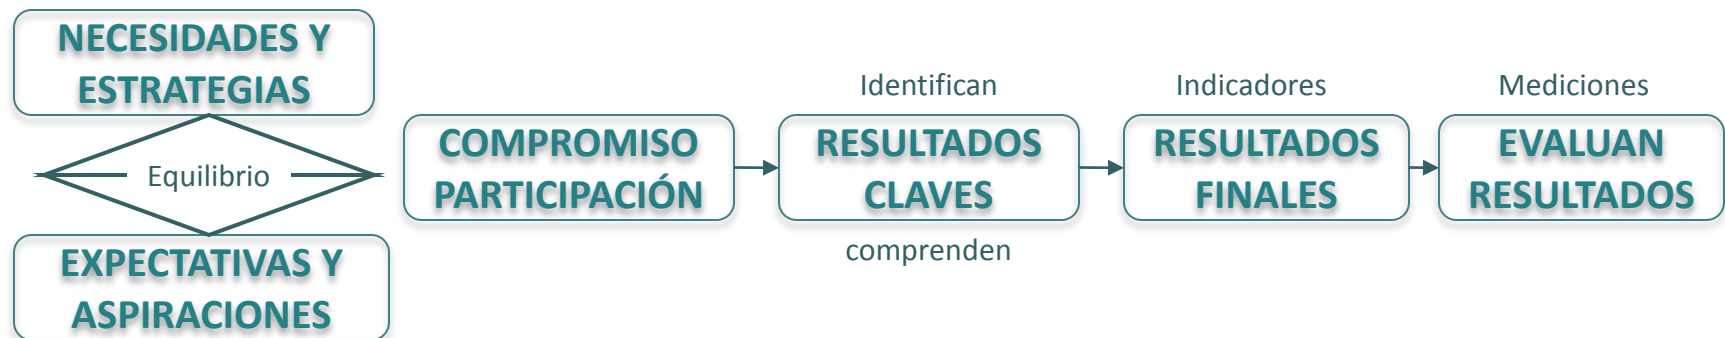 NECESIDADES Y
ESTRATEGIAS
Equilibrio
EXPECTATIVAS Y
ASPIRACIONES
COMPROMISO
PARTICIPACIÓN
Identifican
RESULTADOS
CLAVES
comprenden
Indicadores
RESULTADOS
FINALES
Mediciones
EVALUAN
RESULTADOS